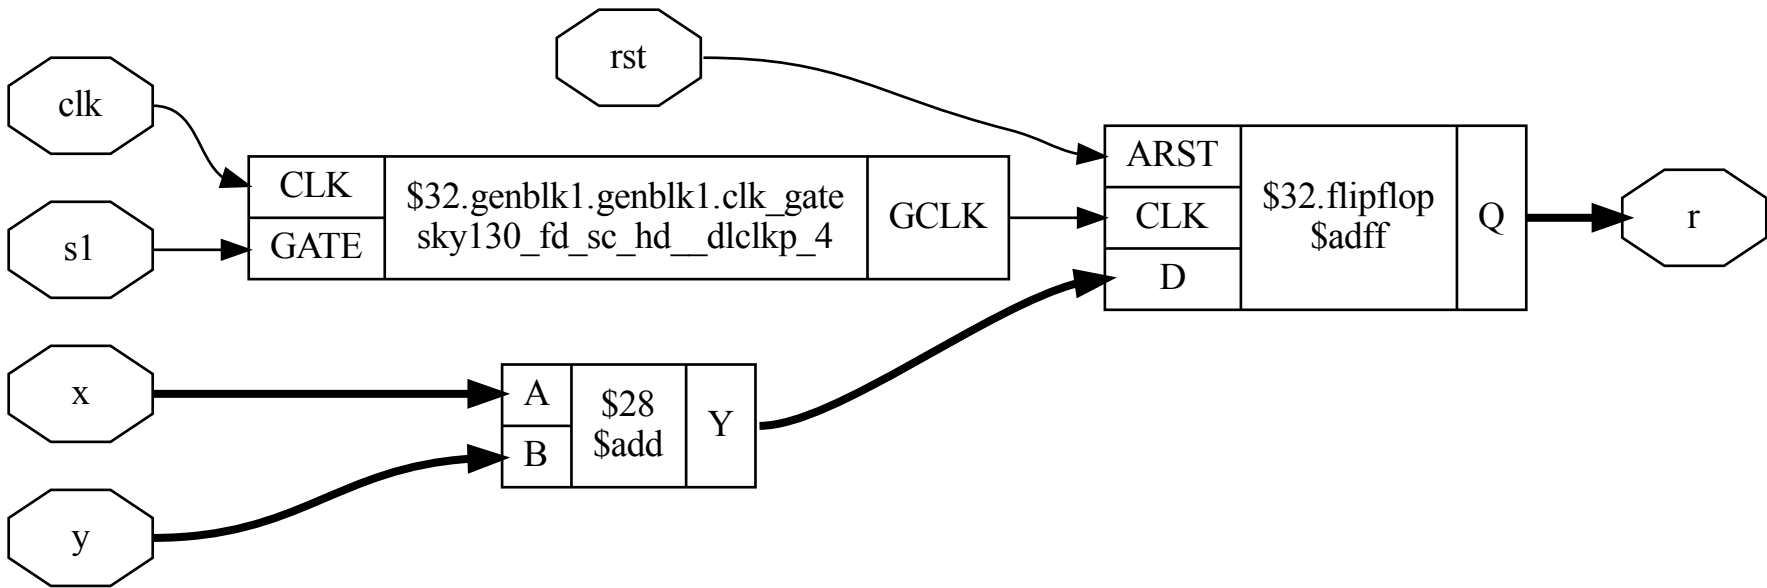 rst
clk
CLK
GATE
$32.genblk1.genblk1.clk_gate
sky130_fd_sc_hd__dlclkp_4
GCLK
s1
ARST
CLK
D
$32.flipflop
$adff
Q
r
x
A
B
$28
$add
Y
y